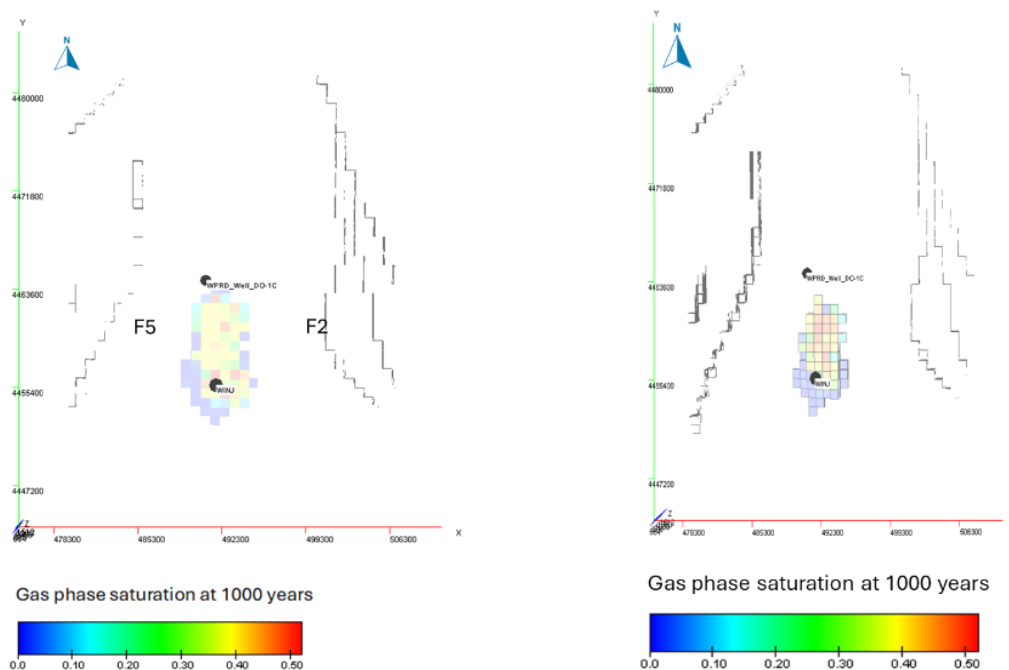 Y
N
4480000
4471800
4463600
4455400
4447200
WPRD_Well_DO-1C
F5
F2
WINJ
Z
X
478300
485300
492300
499300
506300
Gas phase saturation at 1000 years
0.0
0.10
0.20
0.30
0.40
0.50
Y
N
4480000
4471800
4463600
4455400
4447200
WPRD_Well_DO-1C
WINJ
Z
478300
485300
492300
499300
506300
Gas phase saturation at 1000 years
0.0
0.10
0.20
0.30
0.40
0.50